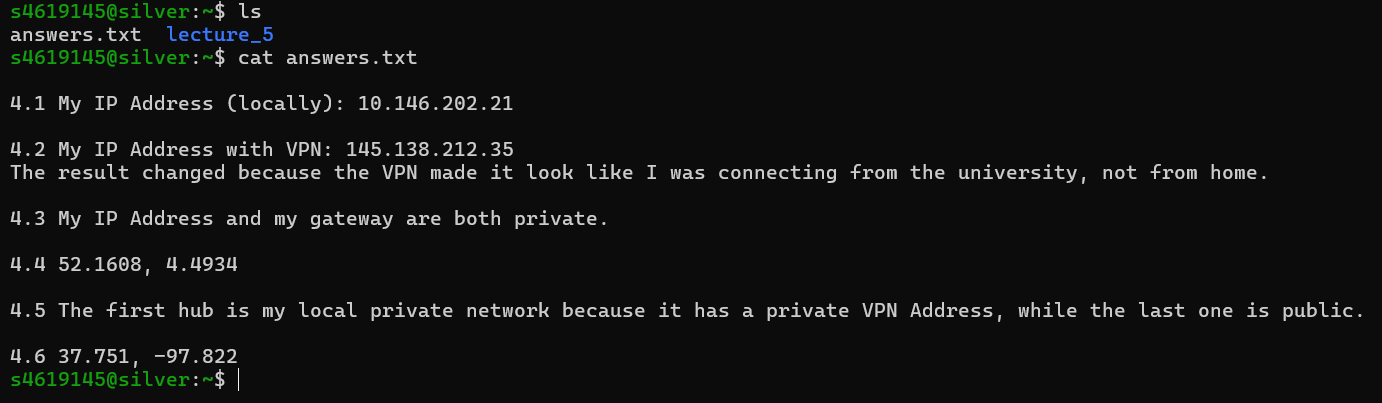 s4619145@silver:~$ ls
answers.txt  lecture_5
s4619145@silver:~$ cat answers.txt
4.1 My IP Address (locally): 10.146.202.21
4.2 My IP Address with VPN: 145.138.212.35
The result changed because the VPN made it look like I was connecting from the university, not from home.
4.3 My IP Address and my gateway are both private.
4.4 52.1608, 4.4934
4.5 The first hub is my local private network because it has a private VPN Address, while the last one is public.
4.6 37.751, -97.822
s4619145@silver:~$